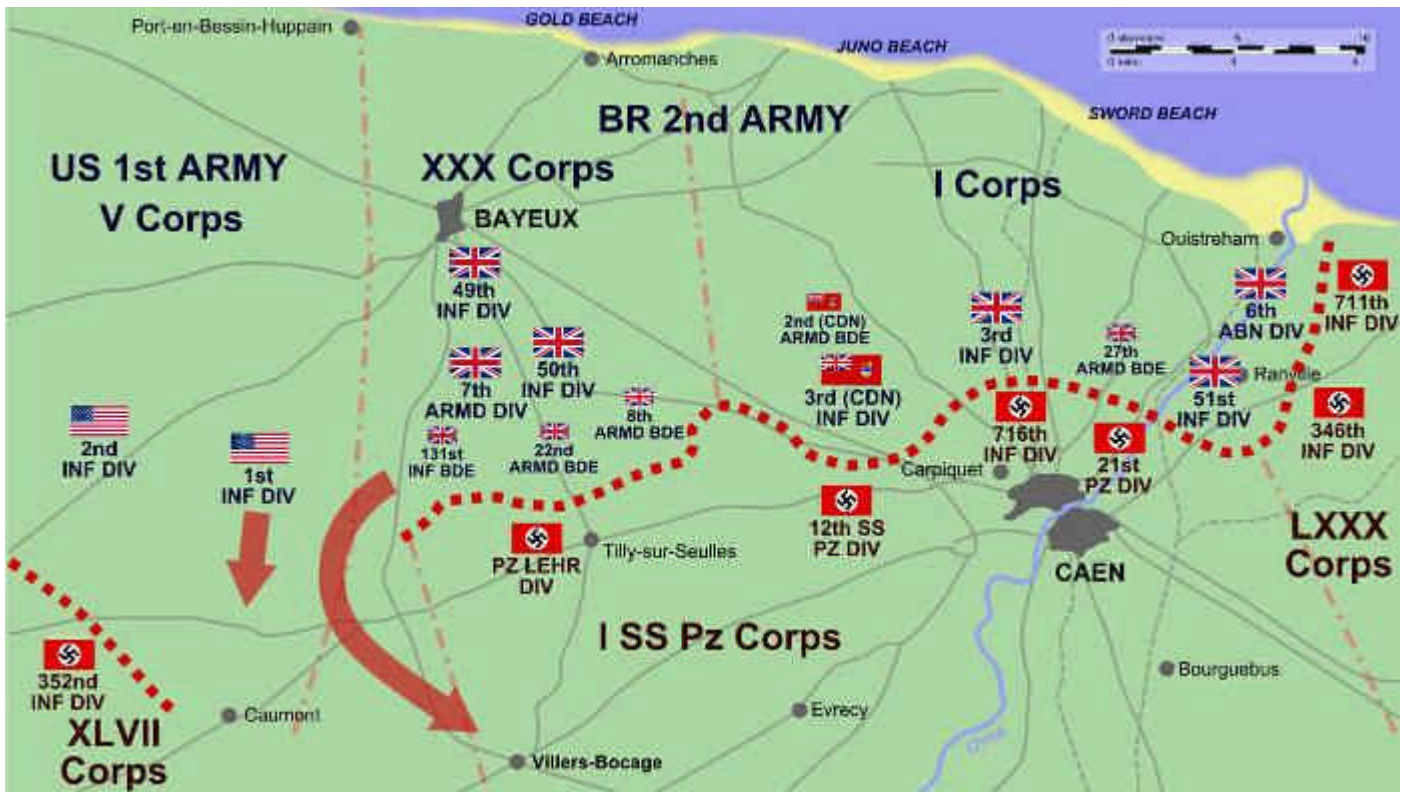 GOLD BEACH
Port-en-Bessin-Huppain
JUNO BEACH
Arromanches
SWORD BEACH
BR 2nd ARMY
US 1st ARMY
V Corps
XXX Corps
I Corps
BAYEUX
Ouistreham
49th
INF DIV
2nd (CDN)
ARMD BDE
3rd
INF DIV
6th
ABN DIV
711th
INF DIV
27th
ARMD BDE
50th
INF DIV
7th
ARMD DIV
3rd (CDN)
INF DIV
Ranville
51st
INF DIV
8th
ARMD BDE
2nd
INF DIV
1st
INF DIV
131st
INF BDE
22nd
ARMD BDE
716th
INF DIV
346th
INF DIV
21st
PZ DIV
Carpiquet
12th SS
PZ DIV
LXXX
Corps
PZ LEHR
DIV
Tilly-sur-Seulles
CAEN
I SS Pz Corps
352nd
INF DIV
Bourguebus
Caumont
Evrecy
XLVII
Corps
Villers-Bocage
Orne